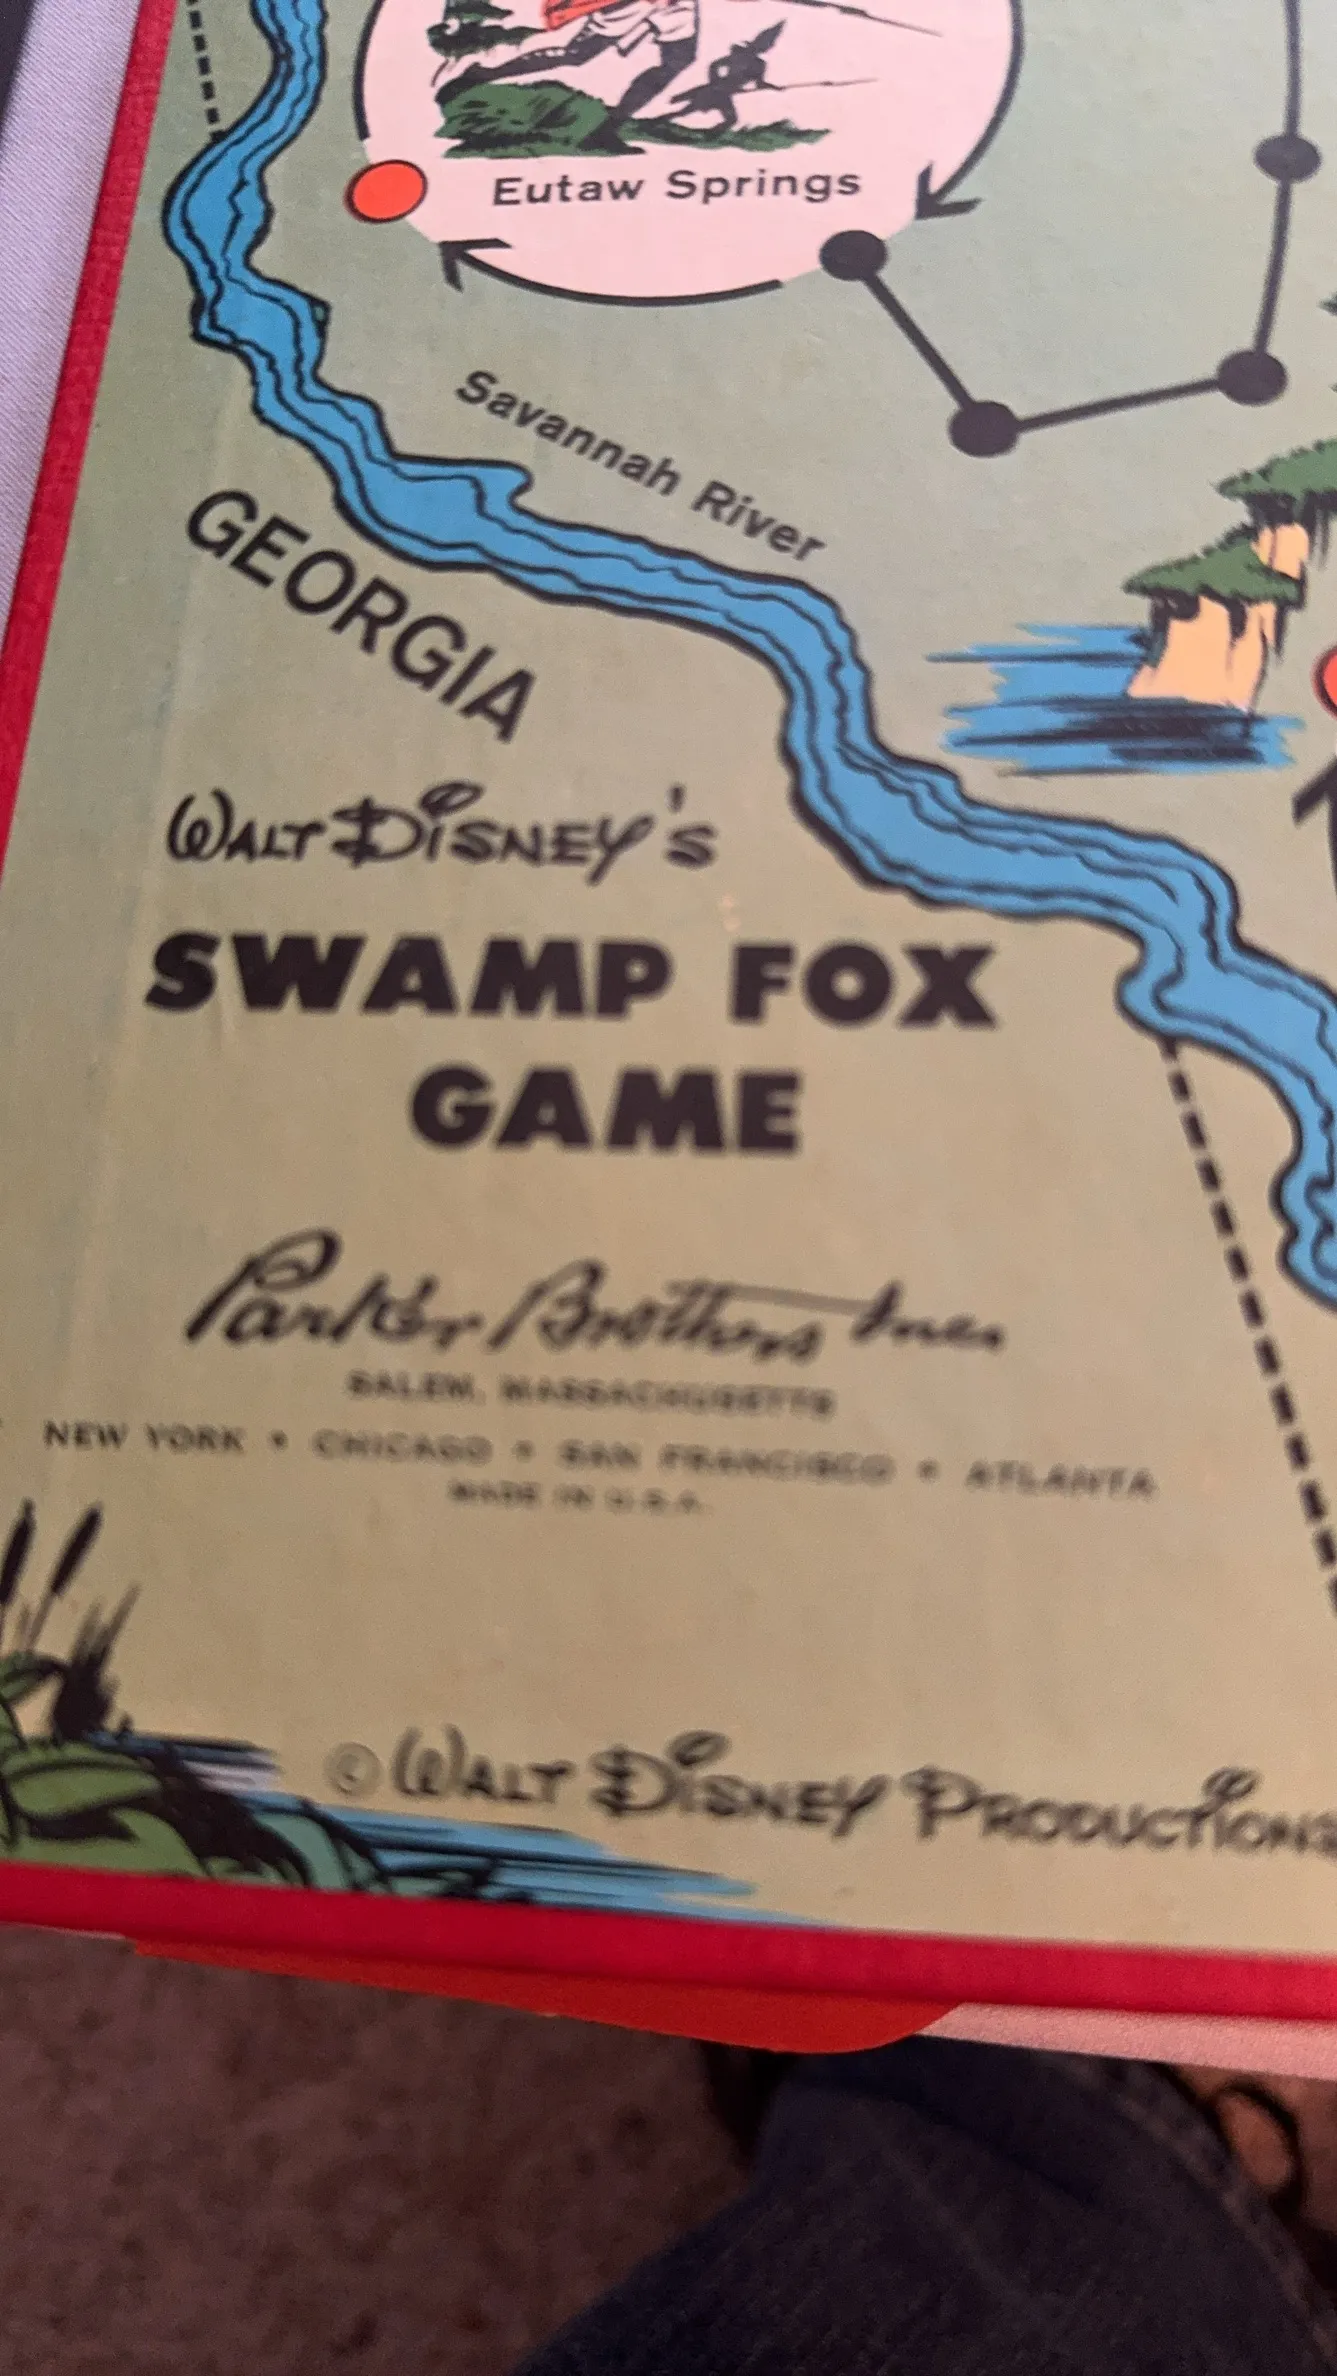 Eutaw Springs
Savannah River
GEORGIA
WALT DISNEY's
SWAMP FOX
GAME
Parker Brothers Inc.
SALEM, MASSACHUSETTS
NEW YORK • CHICAGO • SAN FRANCISCO • ATLANTA
MADE IN U.S.A.
© WALT DISNEY PRODUCTIONS